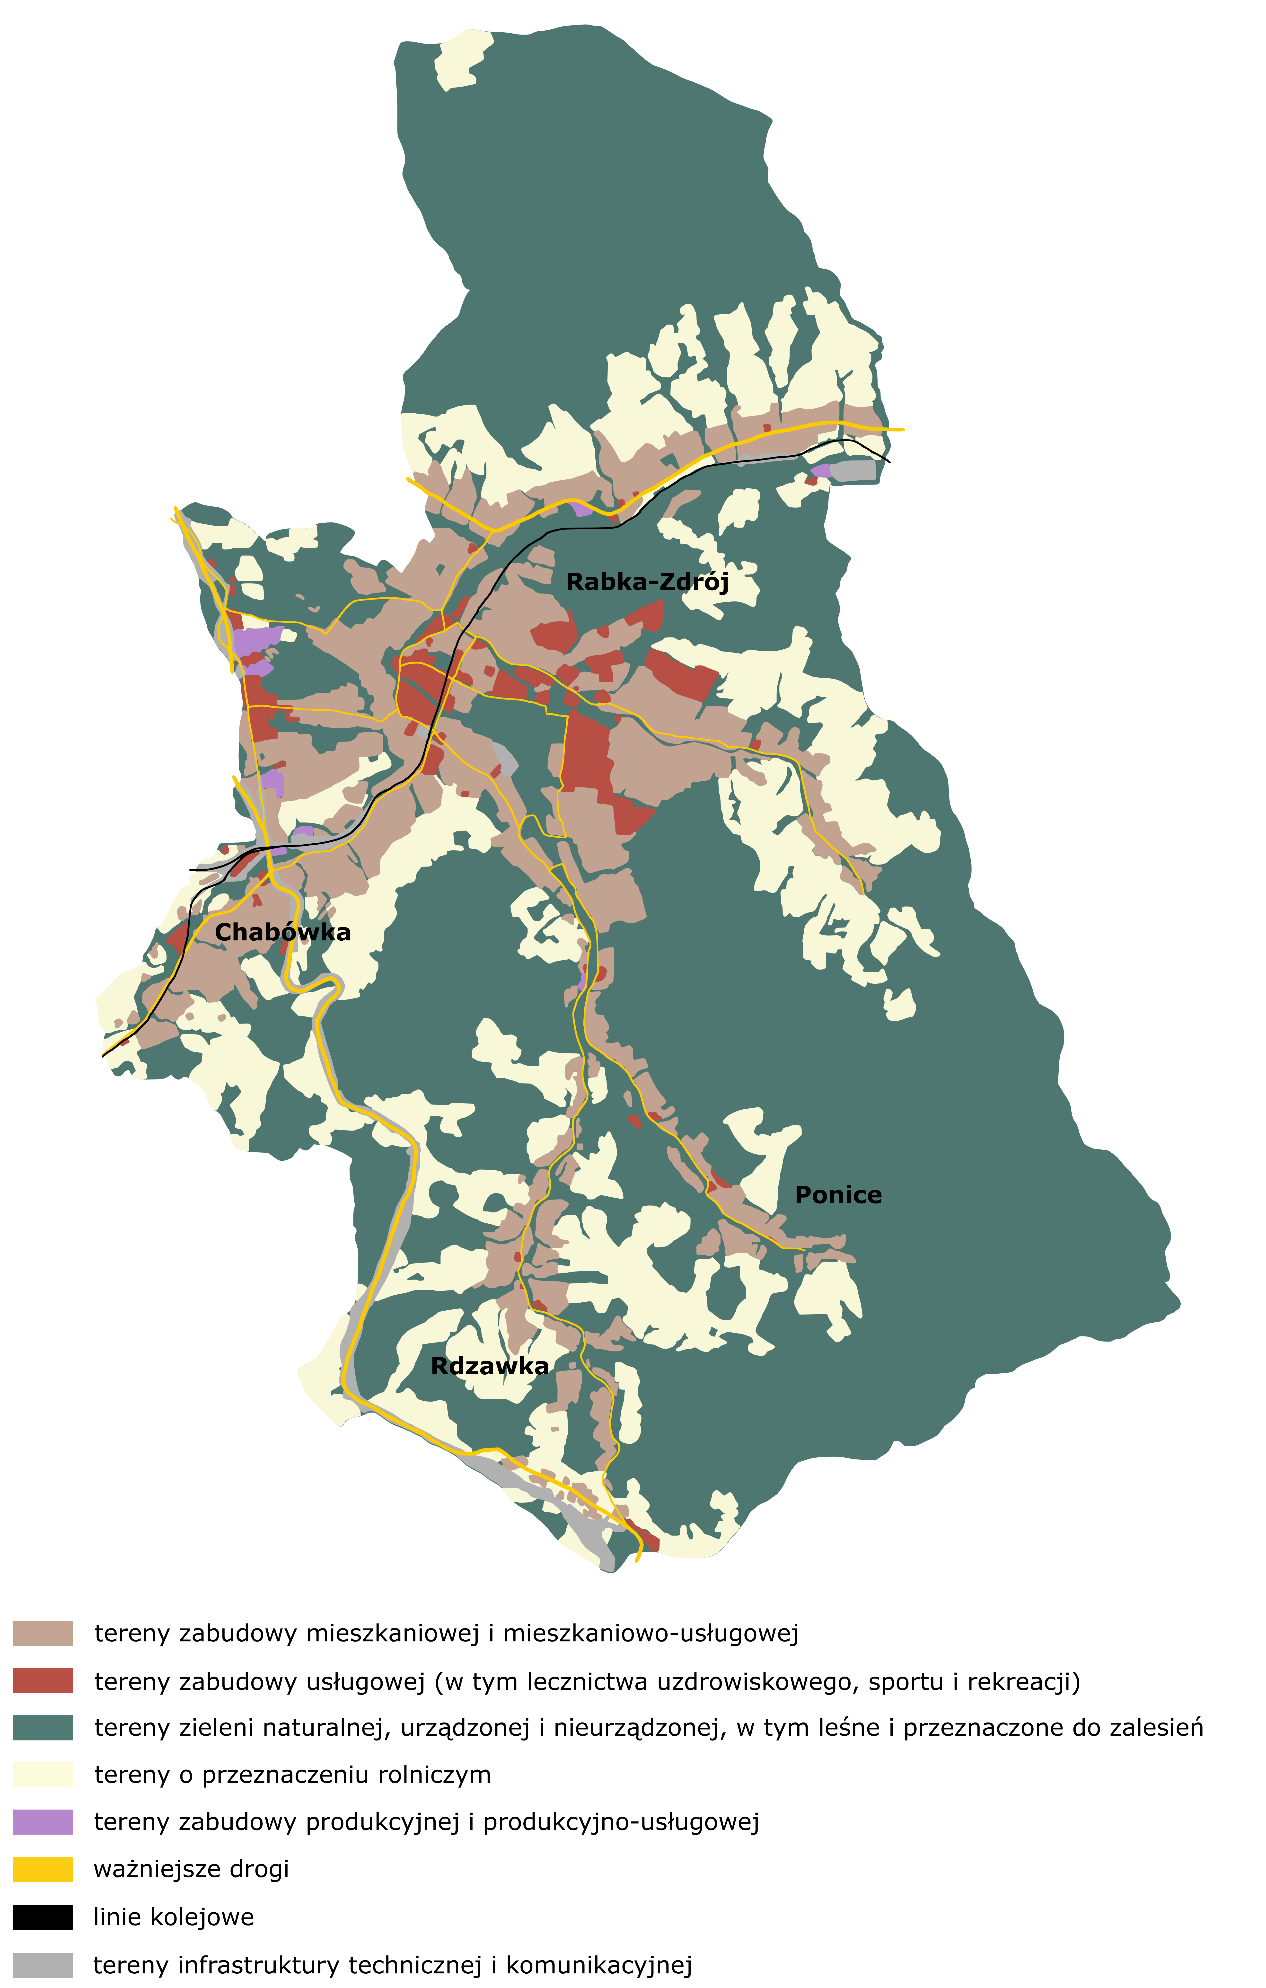 Rabka-Zdrój
Chabówka
Ponice
Rdzawka
tereny zabudowy mieszkaniowej i mieszkaniowo-usługowej
tereny zabudowy usługowej (w tym lecznictwa uzdrowiskowego, sportu i rekreacji)
tereny zieleni naturalnej, urządzonej i nieurządzonej, w tym leśne i przeznaczone do zalesień
tereny o przeznaczeniu rolniczym
tereny zabudowy produkcyjnej i produkcyjno-usługowej
ważniejsze drogi
linie kolejowe
tereny infrastruktury technicznej i komunikacyjnej